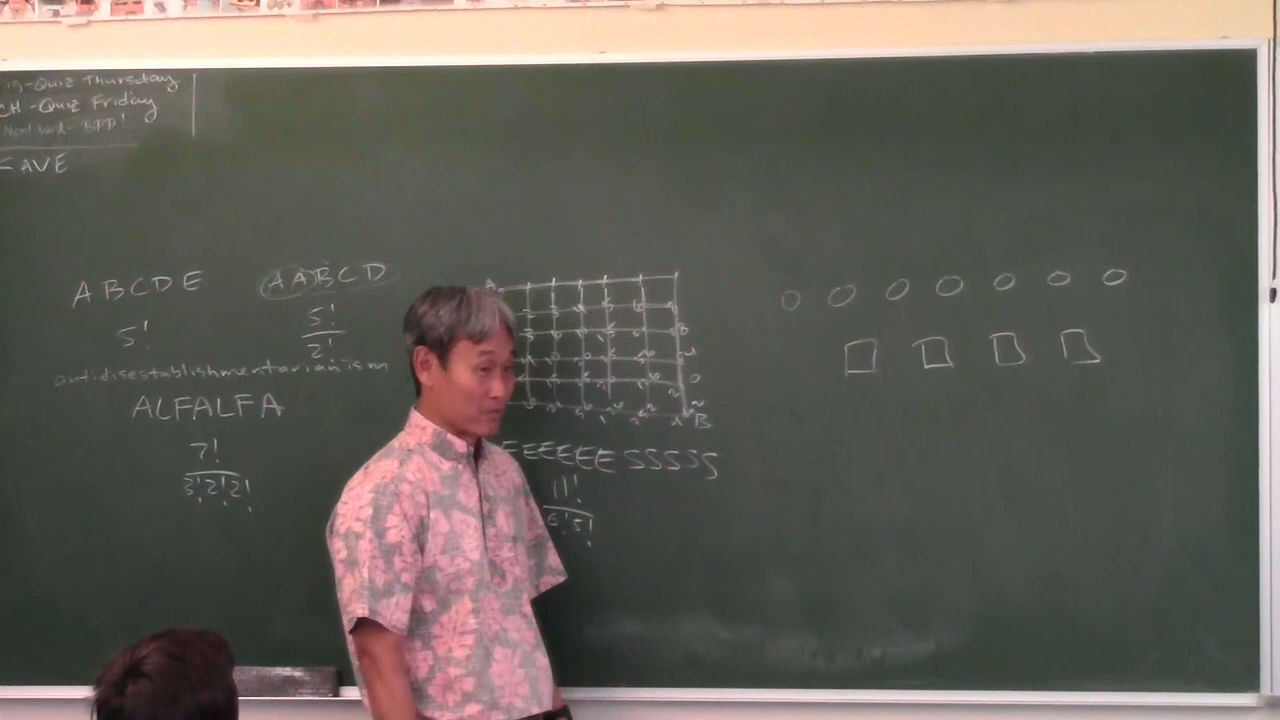 Quiz Thursday
CH - Quiz Friday
AVE
ABCDE
AABCD
5!
5!
2!
antidisestablishmentarianism
ALFALFA
7!
3!2!2!
A
B
EEEEEE SSSSS
11!
6!5!